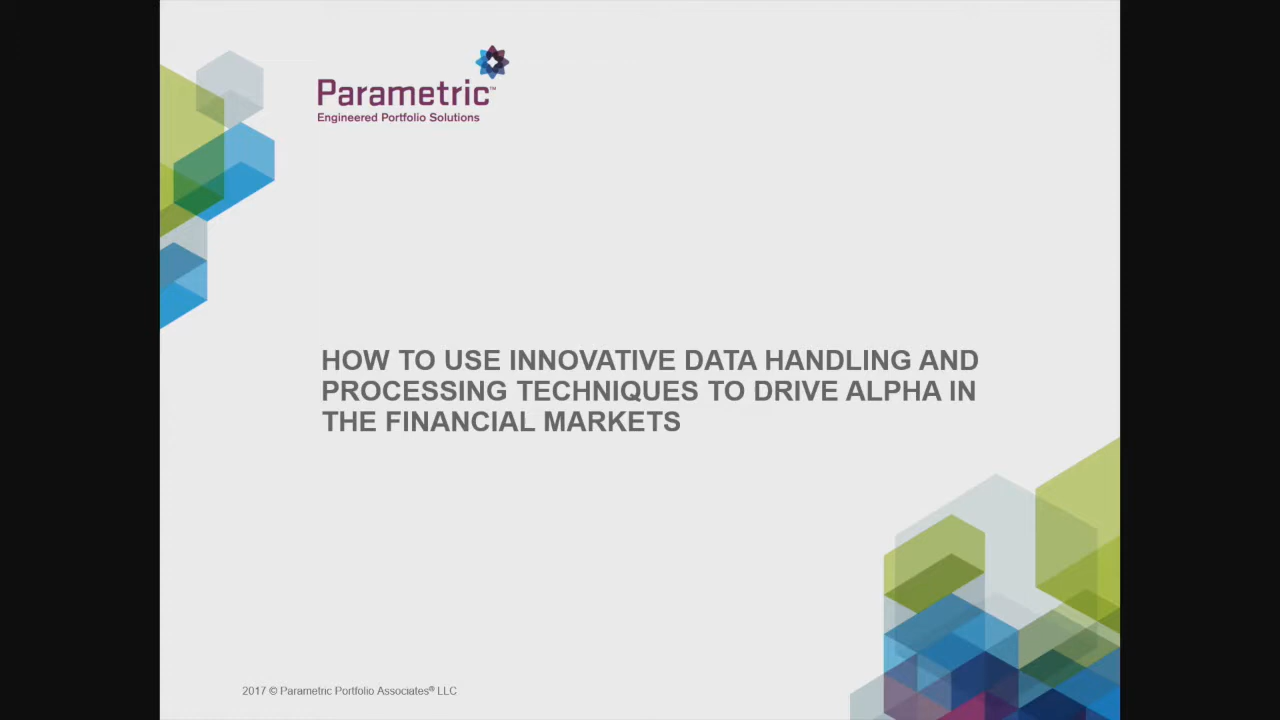 Parametric™
Engineered Portfolio Solutions
HOW TO USE INNOVATIVE DATA HANDLING AND
PROCESSING TECHNIQUES TO DRIVE ALPHA IN
THE FINANCIAL MARKETS
2017 © Parametric Portfolio Associates® LLC